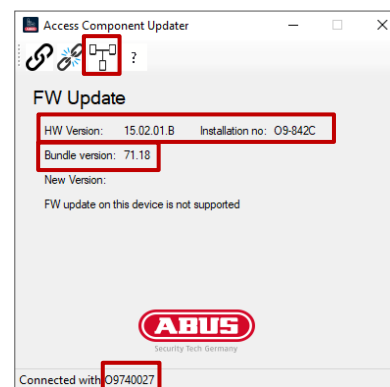 Access Component Updater
?
FW Update
HW Version: 15.02.01.B Installation no: O9-842C
Bundle version: 71.18
New Version:
FW update on this device is not supported
ABUS
Security Tech Germany
Connected with O9740027